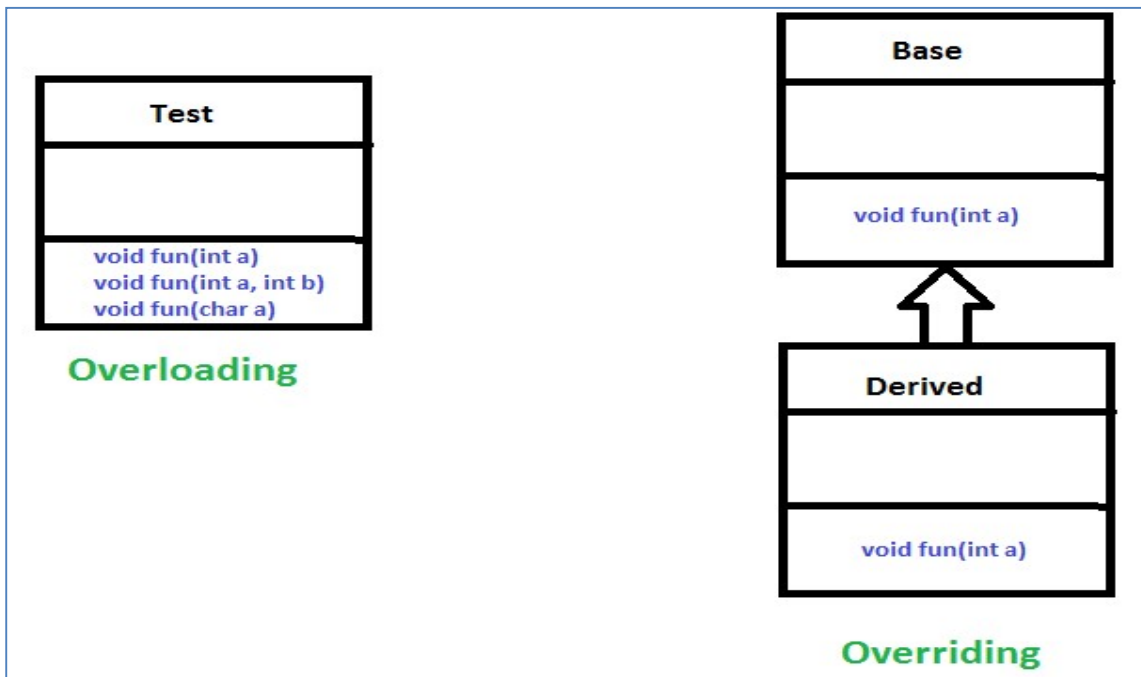 Test
void fun(int a)
void fun(int a, int b)
void fun(char a)
Overloading
Base
void fun(int a)
Derived
void fun(int a)
Overriding